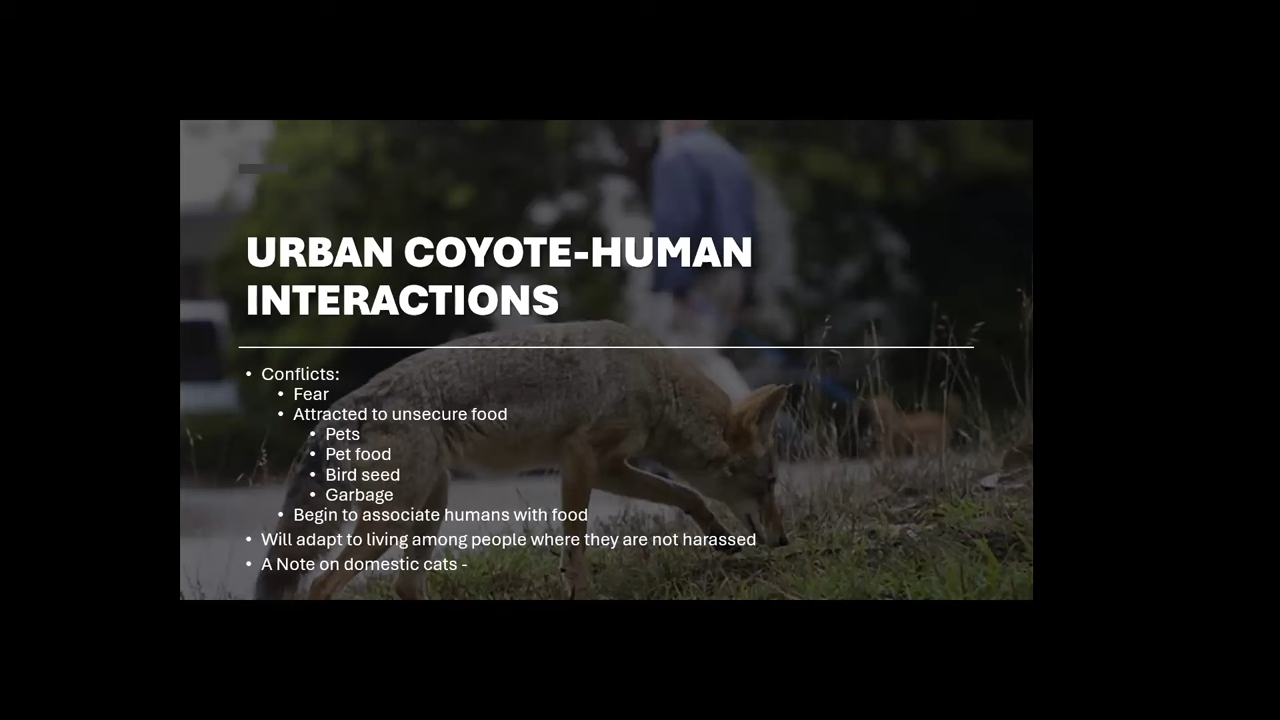 URBAN COYOTE-HUMAN
INTERACTIONS
• Conflicts:
• Fear
• Attracted to unsecure food
• Pets
• Pet food
• Bird seed
• Garbage
• Begin to associate humans with food
• Will adapt to living among people where they are not harassed
• A Note on domestic cats -